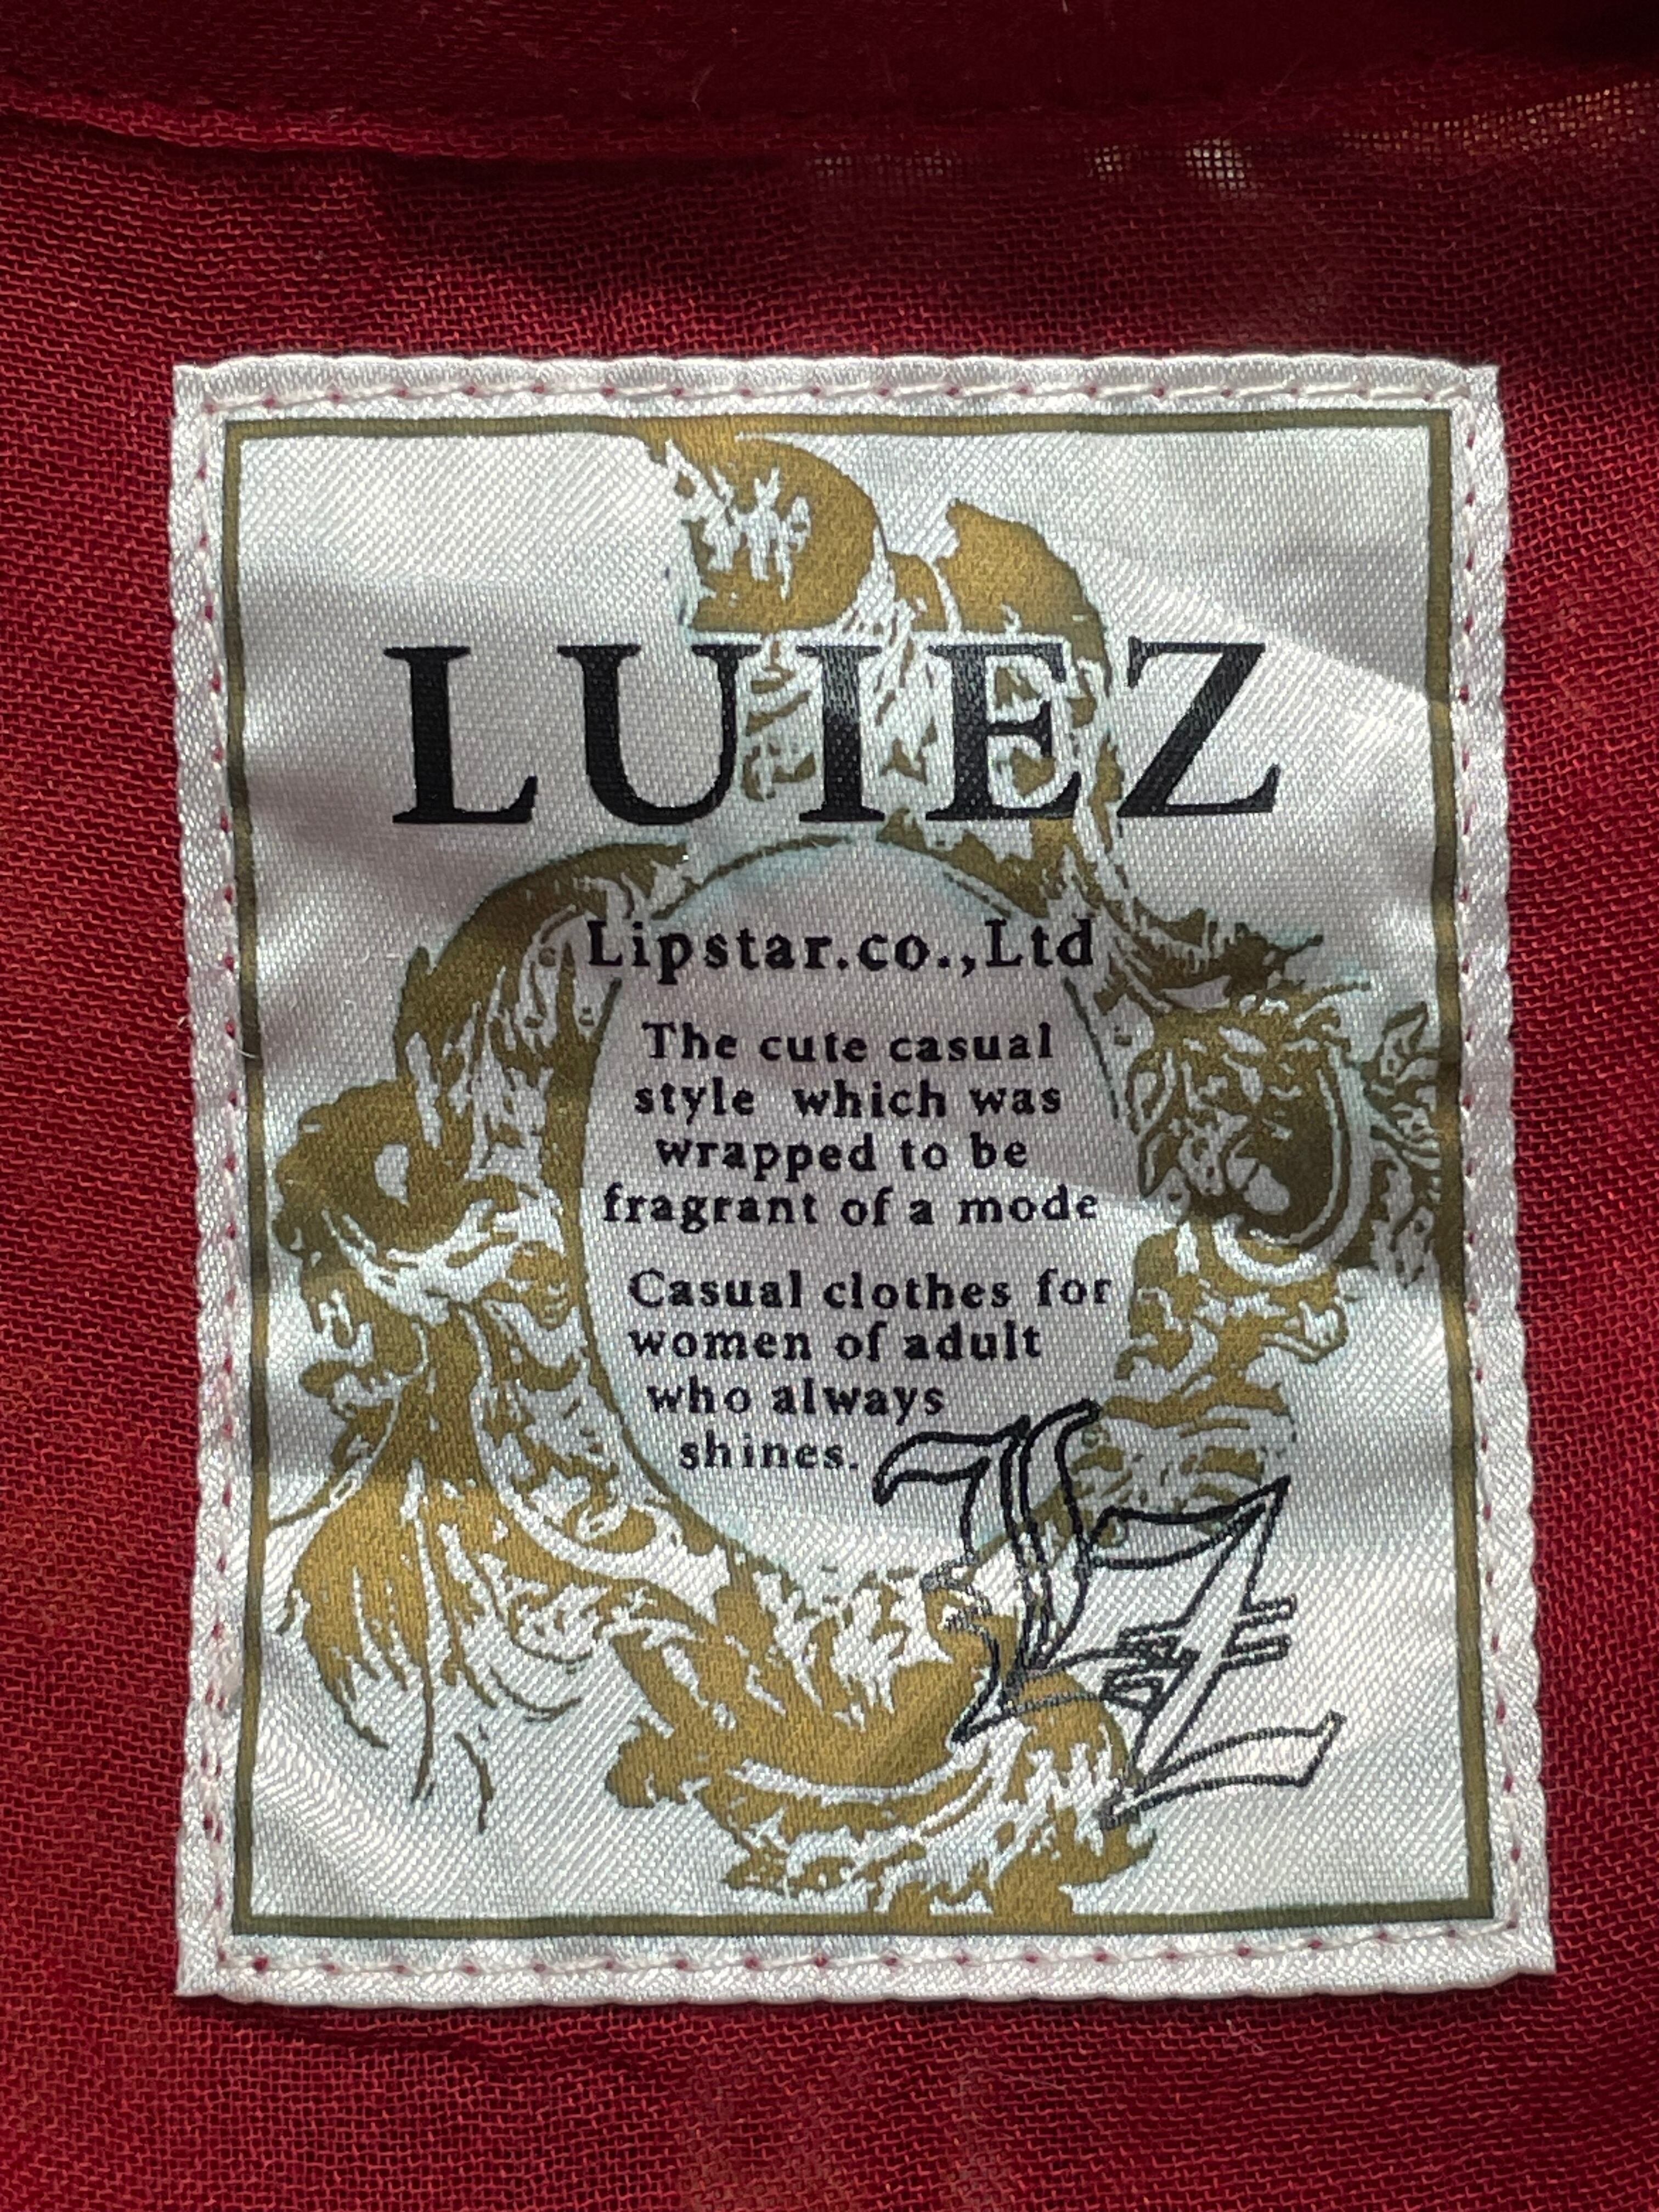 LUIEZ
Lipstar.co.,Ltd
The cute casual
style which was
wrapped to be
fragrant of a mode
Casual clothes for
women of adult
who always
shines.
LZ